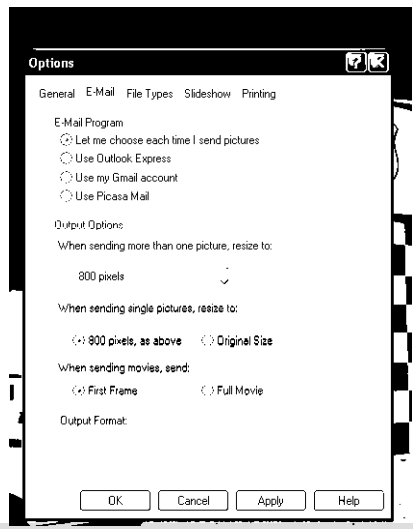 Options
General E-Mail File Types Slideshow Printing
E-Mail Program
Let me choose each time I send pictures
Use Outlook Express
Use my Gmail account
Use Picasa Mail
Output Options
When sending more than one picture, resize to:
800 pixels
When sending single pictures, resize to:
800 pixels, as above Original Size
When sending movies, send:
First Frame Full Movie
Output Format:
OK Cancel Apply Help